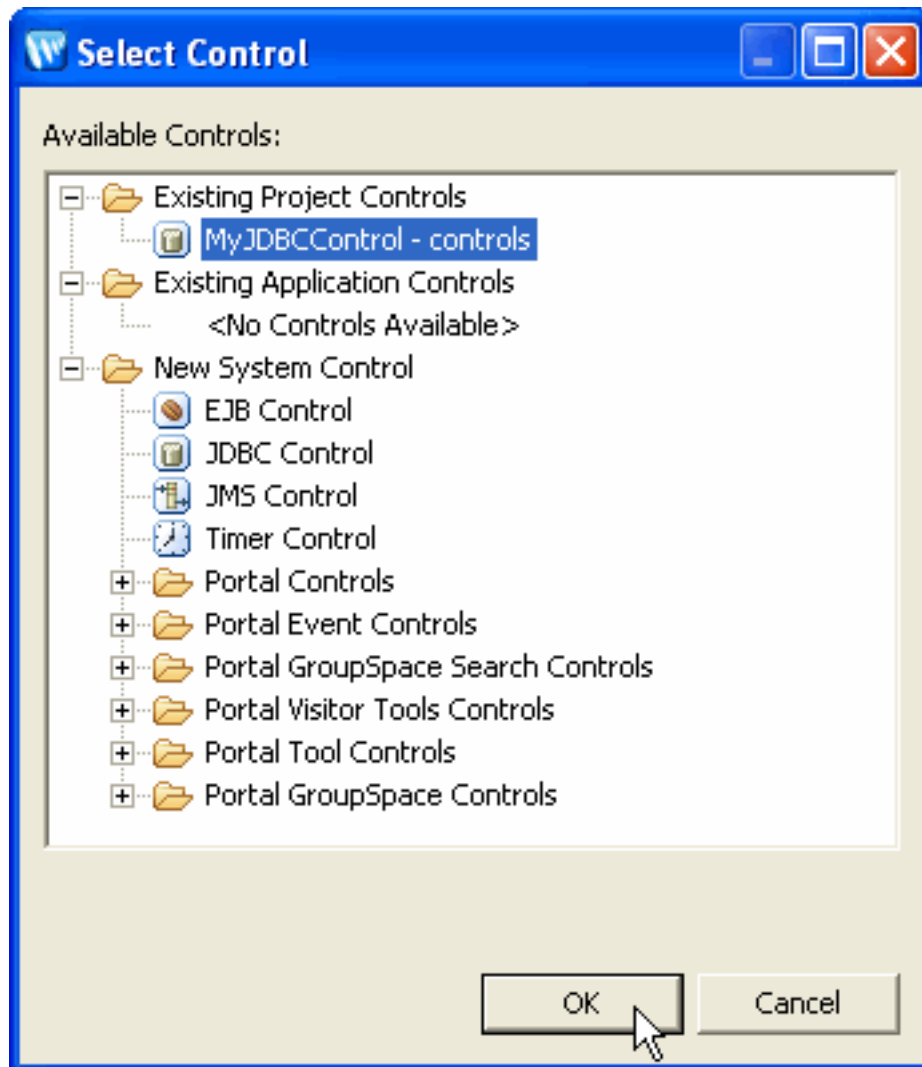 Select Control
Available Controls:
Existing Project Controls
MyJDBCControl - controls
Existing Application Controls
<No Controls Available>
New System Control
EJB Control
JDBC Control
JMS Control
Timer Control
Portal Controls
Portal Event Controls
Portal GroupSpace Search Controls
Portal Visitor Tools Controls
Portal Tool Controls
Portal GroupSpace Controls
OK Cancel